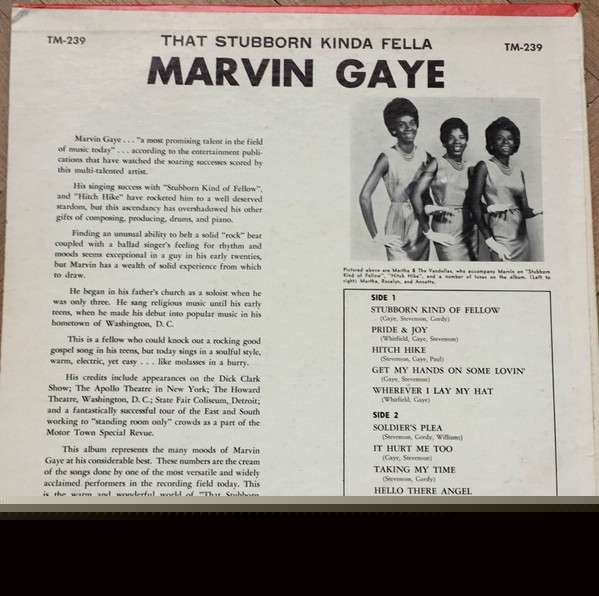 TM-239
THAT STUBBORN KINDA FELLA
TM-239
MARVIN GAYE
Marvin Gaye . . . "a most promising talent in the field
of music today" . . . according to the entertainment publi-
cations that have watched the soaring successes scored by
this multi-talented artist.
His singing success with "Stubborn Kind of Fellow",
and "Hitch Hike" have rocketed him to a well deserved
stardom, but this ascendancy has overshadowed his other
gifts of composing, producing, drums, and piano.
Finding an unusual ability to belt a solid "rock" beat
coupled with a ballad singer's feeling for rhythm and
moods seems exceptional in a guy in his early twenties,
but Marvin has a wealth of solid experience from which
to draw.
He began in his father's church as a soloist when he
was only three. He sang religious music until his early
teens, when he made his debut into popular music in his
hometown of Washington, D. C.
This is a fellow who could knock out a rocking good
gospel song in his teens, but today sings in a soulful style,
warm, electric, yet easy . . . like molasses in a hurry.
His credits include appearances on the Dick Clark
Show; The Apollo Theatre in New York; The Howard
Theatre, Washington, D. C.; State Fair Coliseum, Detroit;
and a fantastically successful tour of the East and South
working to "standing room only" crowds as a part of the
Motor Town Special Revue.
This album represents the many moods of Marvin
Gaye at his considerable best. These numbers are the cream
of the songs done by one of the most versatile and widely
acclaimed performers in the recording field today. This
is the warm and wonderful world of "That Stubborn
Pictured above are Martha & The Vandellas, who accompany Marvin on "Stubborn
Kind of Fellow", "Hitch Hike", and a number of tunes on the album. (Left to
right) Martha, Rosalyn, and Annette.
SIDE 1
STUBBORN KIND OF FELLOW
(Gaye, Stevenson, Gordy)
PRIDE & JOY
(Whitfield, Gaye, Stevenson)
HITCH HIKE
(Stevenson, Gaye, Paul)
GET MY HANDS ON SOME LOVIN'
(Gaye, Stevenson)
WHEREVER I LAY MY HAT
(Whitfield, Gaye)
SIDE 2
SOLDIER'S PLEA
(Stevenson, Gordy, Williams)
IT HURT ME TOO
(Gaye, Stevenson)
TAKING MY TIME
(Stevenson, Gordy)
HELLO THERE ANGEL